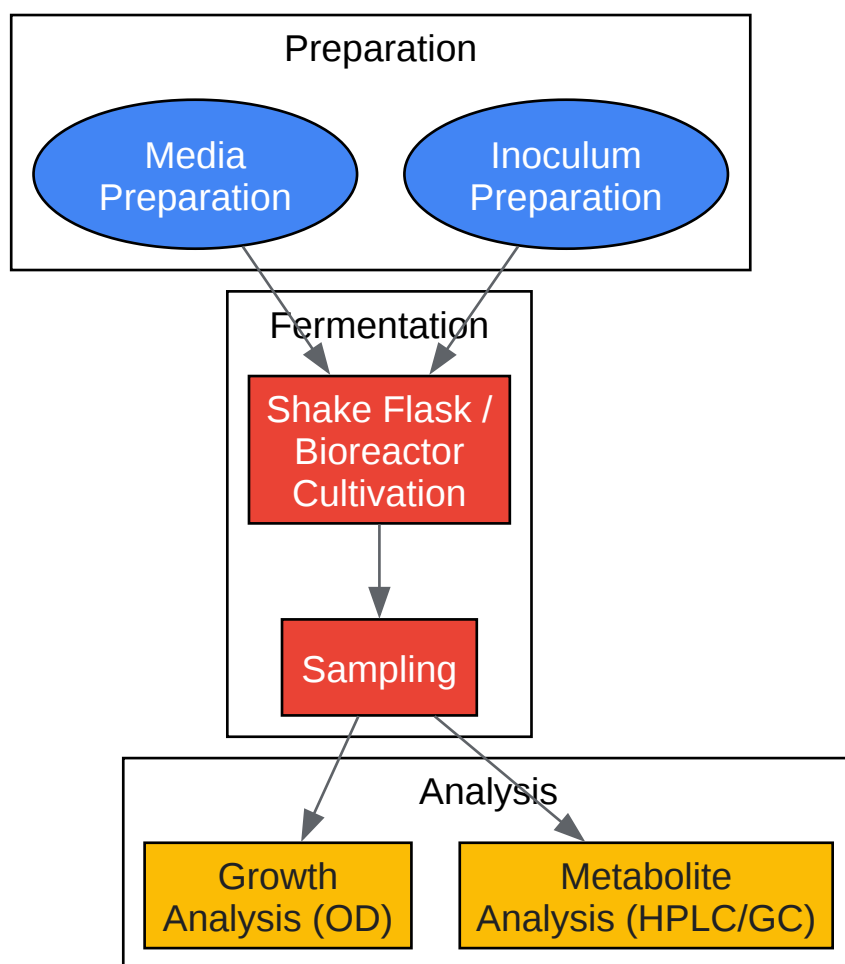 Preparation
Media
Preparation
Inoculum
Preparation
Fermentation
Shake Flask /
Bioreactor
Cultivation
Sampling
Analysis
Growth
Analysis (OD)
Metabolite
Analysis (HPLC/GC)